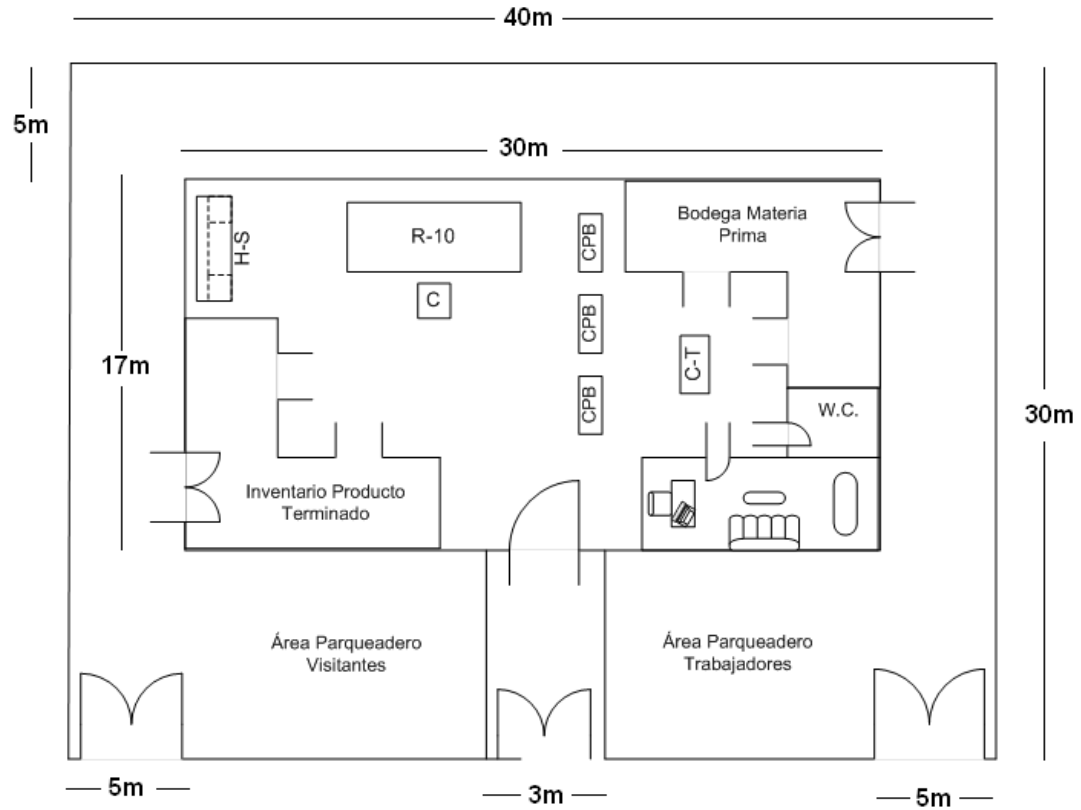 40m
5m
30m
Bodega Materia
Prima
R-10
CPB
H-S
C
CPB
17m
C-T
CPB
W.C.
30m
Inventario Producto
Terminado
Área Parqueadero
Visitantes
Área Parqueadero
Trabajadores
5m
3m
5m